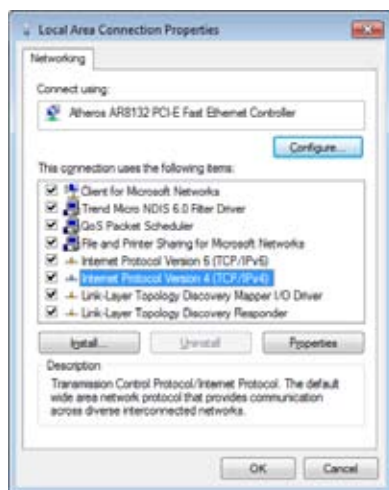 Local Area Connection Properties
Networking
Connect using:
Atheros AR8132 PCI-E Fast Ethernet Controller
Configure...
This connection uses the following items:
Client for Microsoft Networks
Trend Micro NDIS 6.0 Filter Driver
QoS Packet Scheduler
File and Printer Sharing for Microsoft Networks
Internet Protocol Version 6 (TCP/IPv6)
Internet Protocol Version 4 (TCP/IPv4)
Link-Layer Topology Discovery Mapper I/O Driver
Link-Layer Topology Discovery Responder
Install... Uninstall Properties
Description
Transmission Control Protocol/Internet Protocol. The default
wide area network protocol that provides communication
across diverse interconnected networks.
OK Cancel